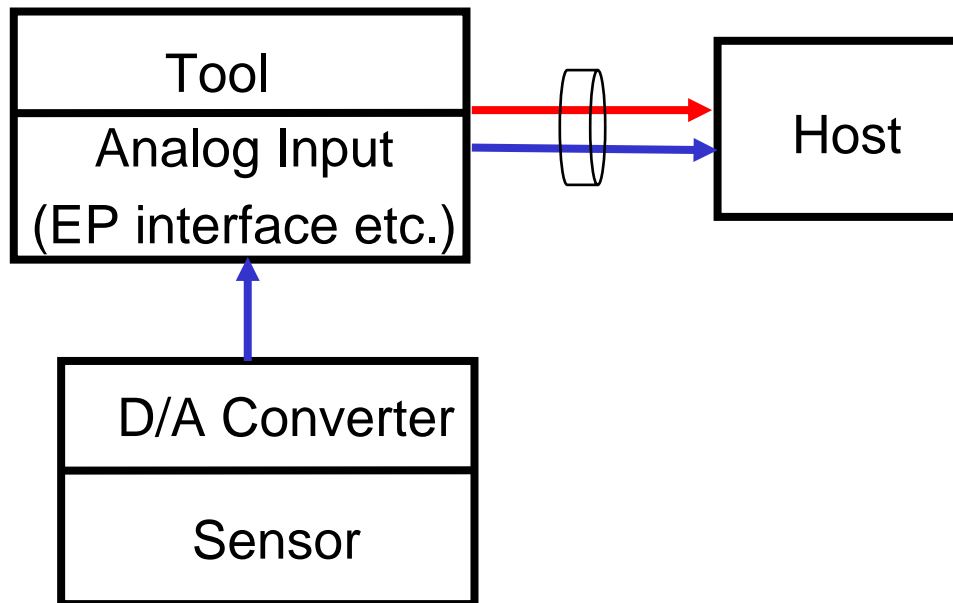 Tool
Analog Input
(EP interface etc.)
Host
D/A Converter
Sensor